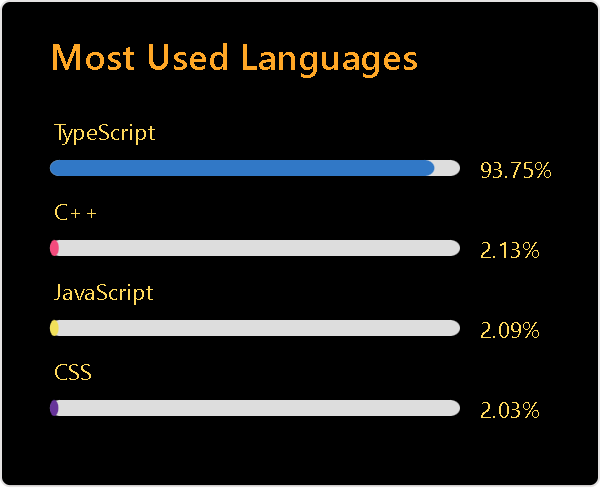 Most Used Languages
TypeScript
93.75%
C++
2.13%
JavaScript
2.09%
CSS
2.03%